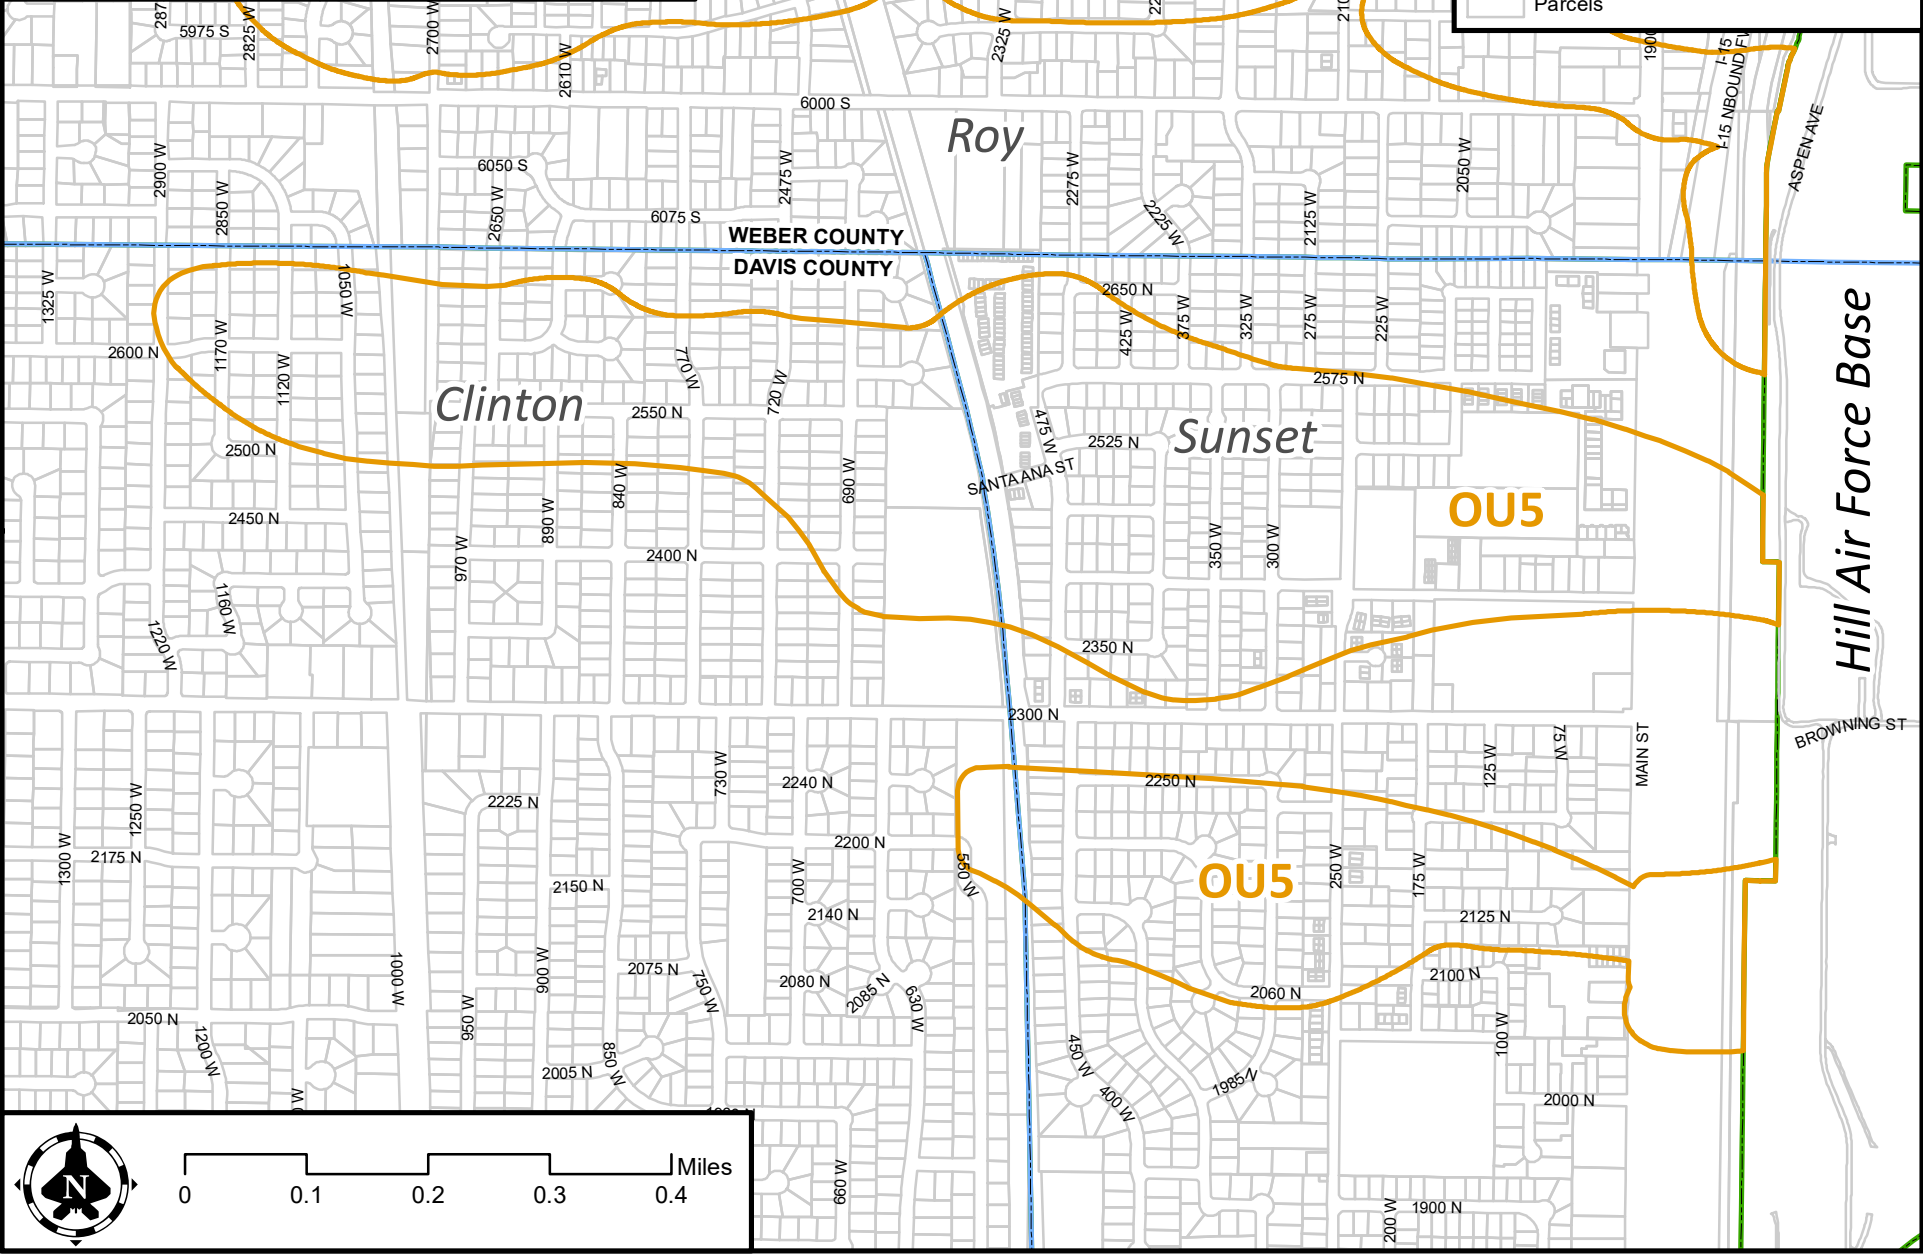 Parcels
5975 S
2825 W
2700 W
2610 W
2325 W
I-15
I-15 INBOUND FW
ASPEN AVE
6000 S
Roy
2900 W
2850 W
6050 S
2650 W
2475 W
6075 S
2275 W
2225 W
2125 W
2050 W
WEBER COUNTY
DAVIS COUNTY
1325 W
1050 W
2650 N
425 W
375 W
325 W
275 W
225 W
2600 N
1170 W
1120 W
770 W
720 W
2575 N
Hill Air Force Base
Clinton
2550 N
475 W
2525 N
Sunset
2500 N
840 W
690 W
SANTA ANA ST
OU5
2450 N
890 W
970 W
2400 N
350 W
300 W
1160 W
1220 W
2350 N
2300 N
75 W
MAIN ST
BROWNING ST
125 W
730 W
2240 N
2250 N
2225 N
1250 W
1300 W
2175 N
2200 N
550 W
700 W
250 W
175 W
OU5
2150 N
2140 N
2125 N
1000 W
900 W
2075 N
750 W
2080 N
2085 N
630 W
2060 N
2100 N
950 W
2050 N
1200 W
850 W
2005 N
450 W
400 W
1985 N
100 W
2000 N
660 W
200 W
1900 N
N
Miles
0 0.1 0.2 0.3 0.4